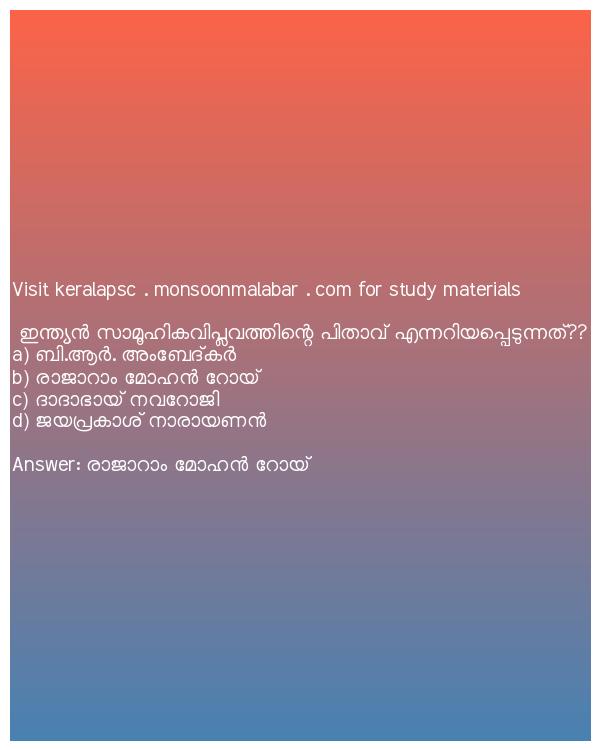 Visit keralapsc . monsoonmalabar . com for study materials
ഇന്ത്യൻ സാമൂഹികവിപ്ലവത്തിന്റെ പിതാവ് എന്നറിയപ്പെടുന്നത്??
a) ബി.ആർ. അംബേദ്കർ
b) രാജാറാം മോഹൻ റോയ്
c) ദാദാഭായ് നവറോജി
d) ജയപ്രകാശ് നാരായണൻ
Answer: രാജാറാം മോഹൻ റോയ്